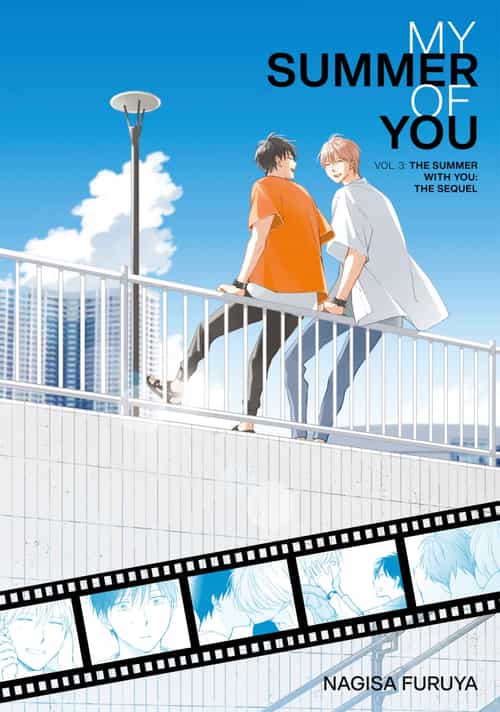 MY
SUMMER
OF
YOU
VOL 3: THE SUMMER
WITH YOU:
THE SEQUEL
NAGISA FURUYA